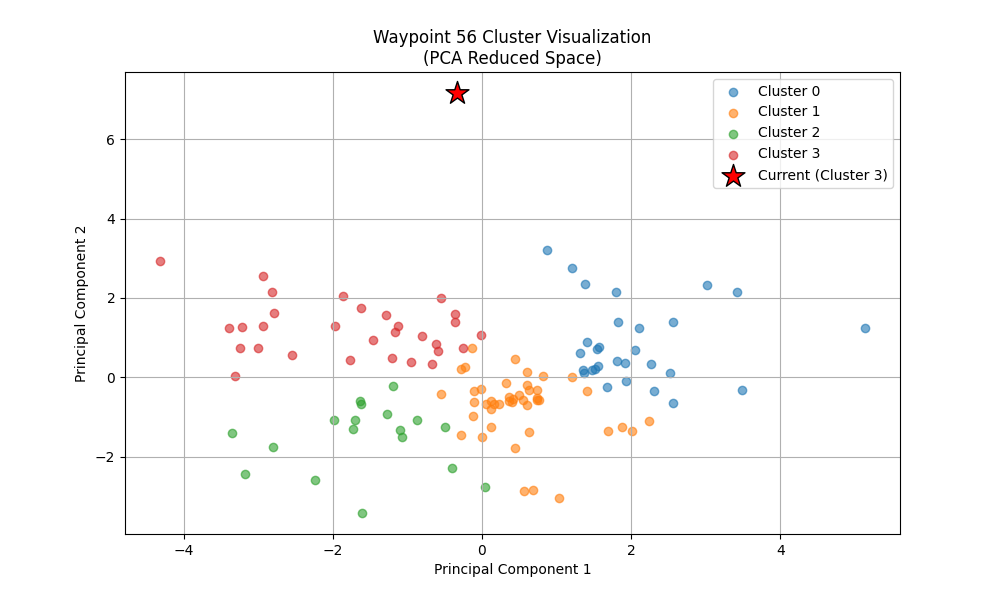 Waypoint 56 Cluster Visualization
(PCA Reduced Space)
Cluster 0
Cluster 1
Cluster 2
Cluster 3
Current (Cluster 3)
Principal Component 2
6
4
2
0
−2
−4
−2
0
2
4
Principal Component 1